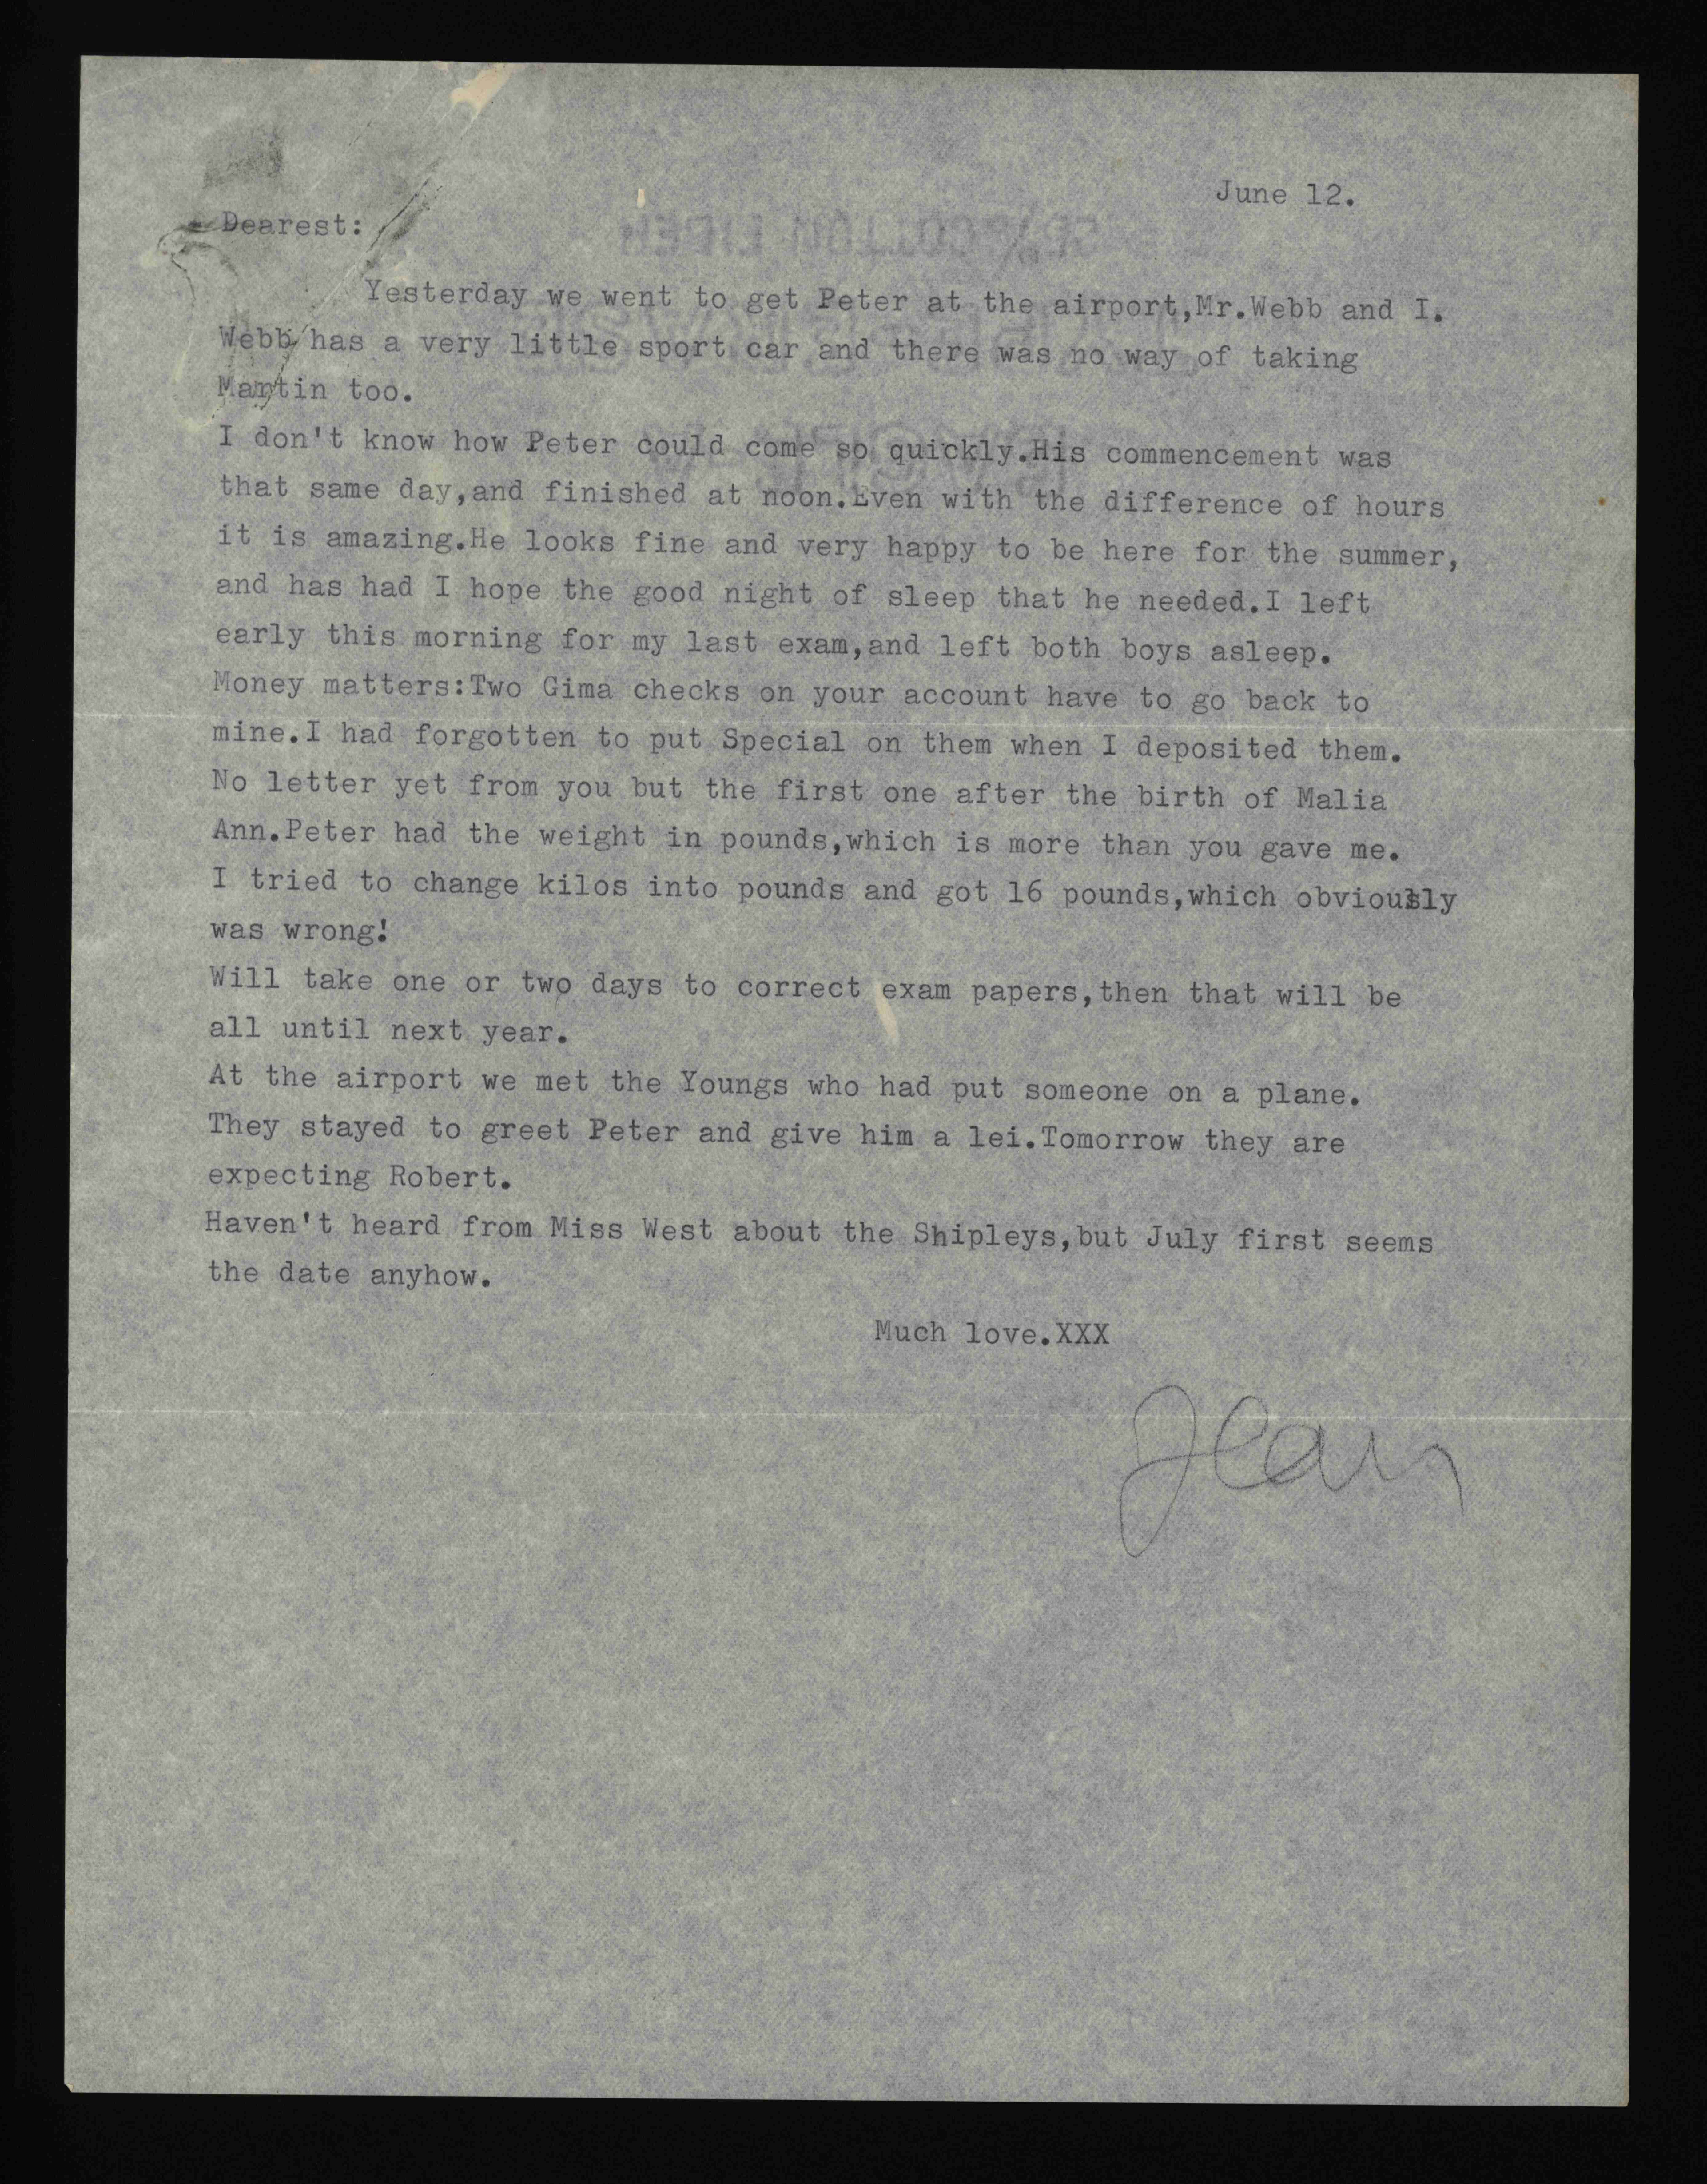 June 12.
Dearest:
Yesterday we went to get Peter at the airport,Mr.Webb and I.
Webb has a very little sport car and there was no way of taking
Martin too.
I don't know how Peter could come so quickly.His commencement was
that same day,and finished at noon.Even with the difference of hours
it is amazing.He looks fine and very happy to be here for the summer,
and has had I hope the good night of sleep that he needed.I left
early this morning for my last exam,and left both boys asleep.
Money matters:Two Gima checks on your account have to go back to
mine.I had forgotten to put Special on them when I deposited them.
No letter yet from you but the first one after the birth of Malia
Ann.Peter had the weight in pounds,which is more than you gave me.
I tried to change kilos into pounds and got 16 pounds,which obviously
was wrong!
Will take one or two days to correct exam papers,then that will be
all until next year.
At the airport we met the Youngs who had put someone on a plane.
They stayed to greet Peter and give him a lei.Tomorrow they are
expecting Robert.
Haven't heard from Miss West about the Shipleys,but July first seems
the date anyhow.
Much love.XXX
Jean